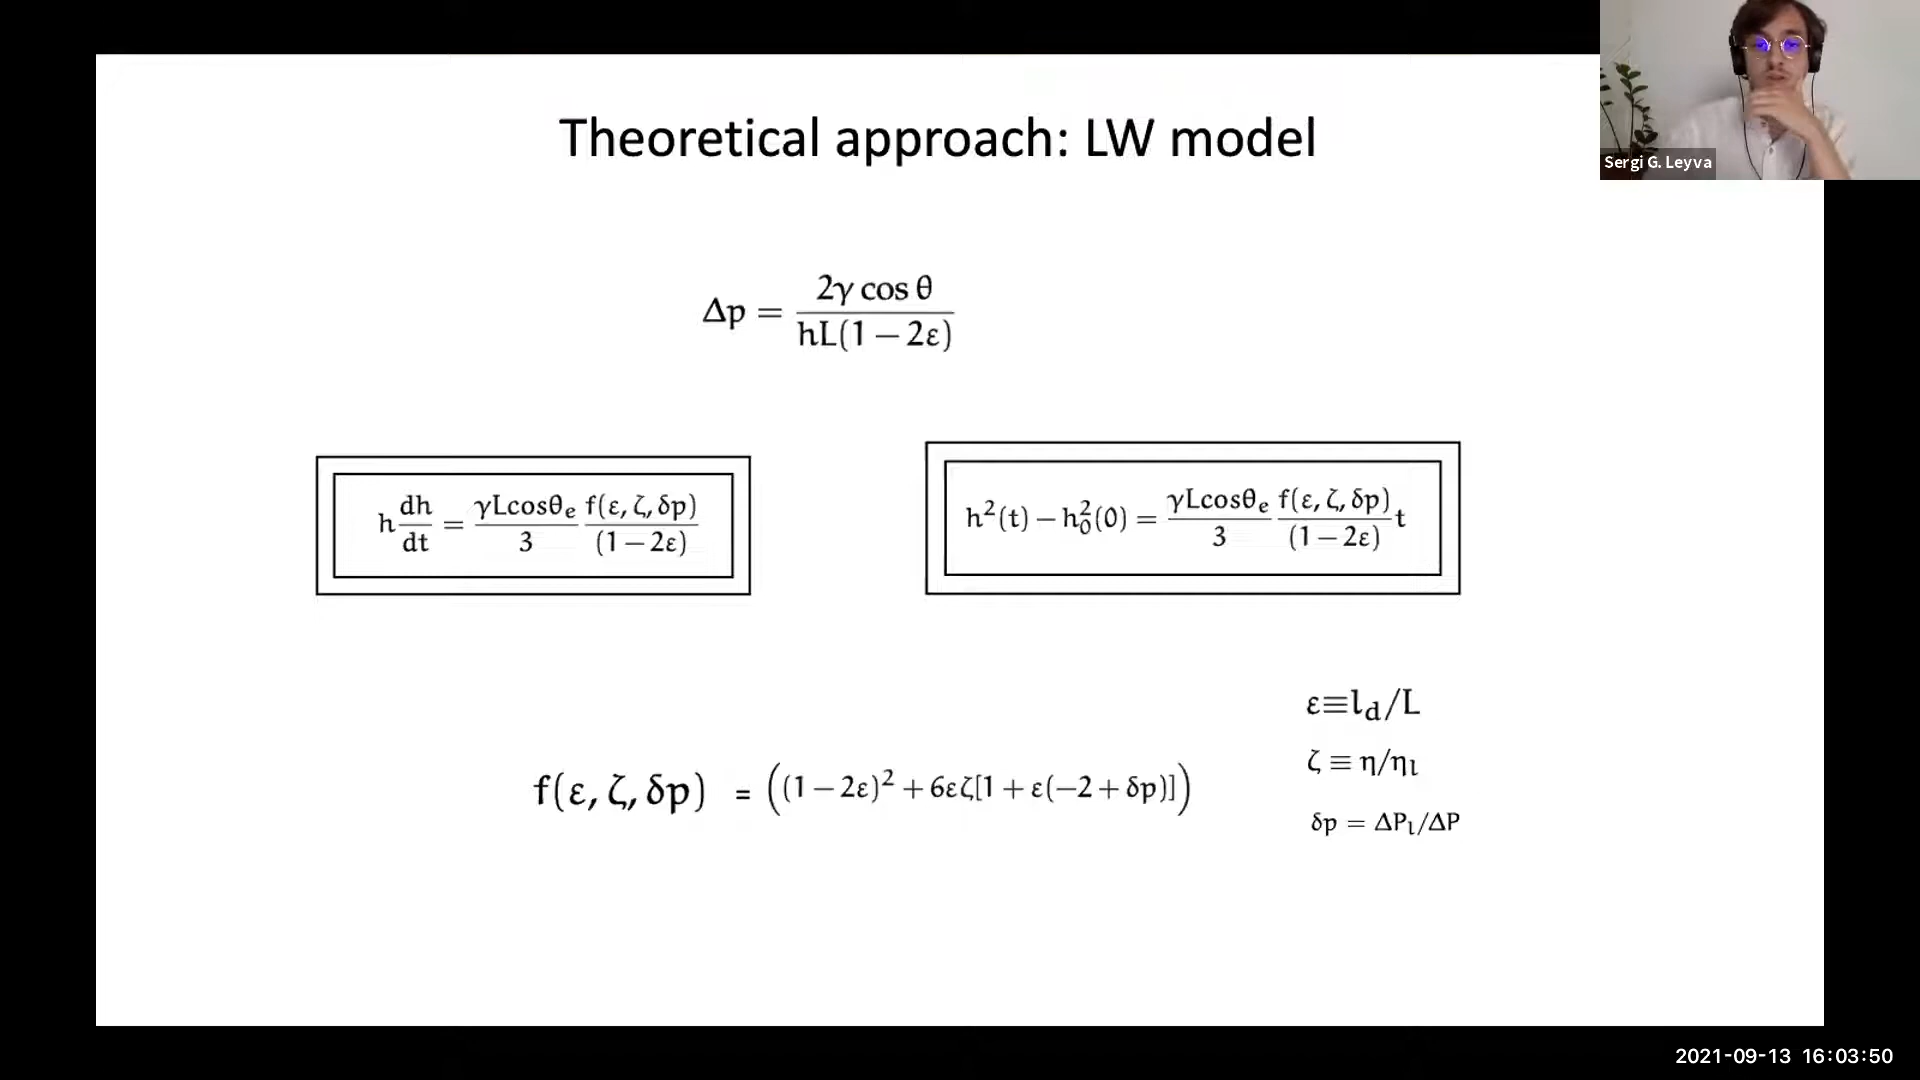 Sergi G. Leyva
Theoretical approach: LW model
Δp = 2γ cos θ / hL(1 − 2ε)
h dh/dt = γLcosθₑ/3 f(ε, ζ, δp)/(1 − 2ε)
h²(t) − h₀²(0) = γLcosθₑ/3 f(ε, ζ, δp)/(1 − 2ε) t
ε≡l_d/L
ζ ≡ η/η_l
f(ε, ζ, δp) = ((1 − 2ε)² + 6εζ[1 + ε(−2 + δp)])
δp = ΔP_l/ΔP
2021-09-13 16:03:50